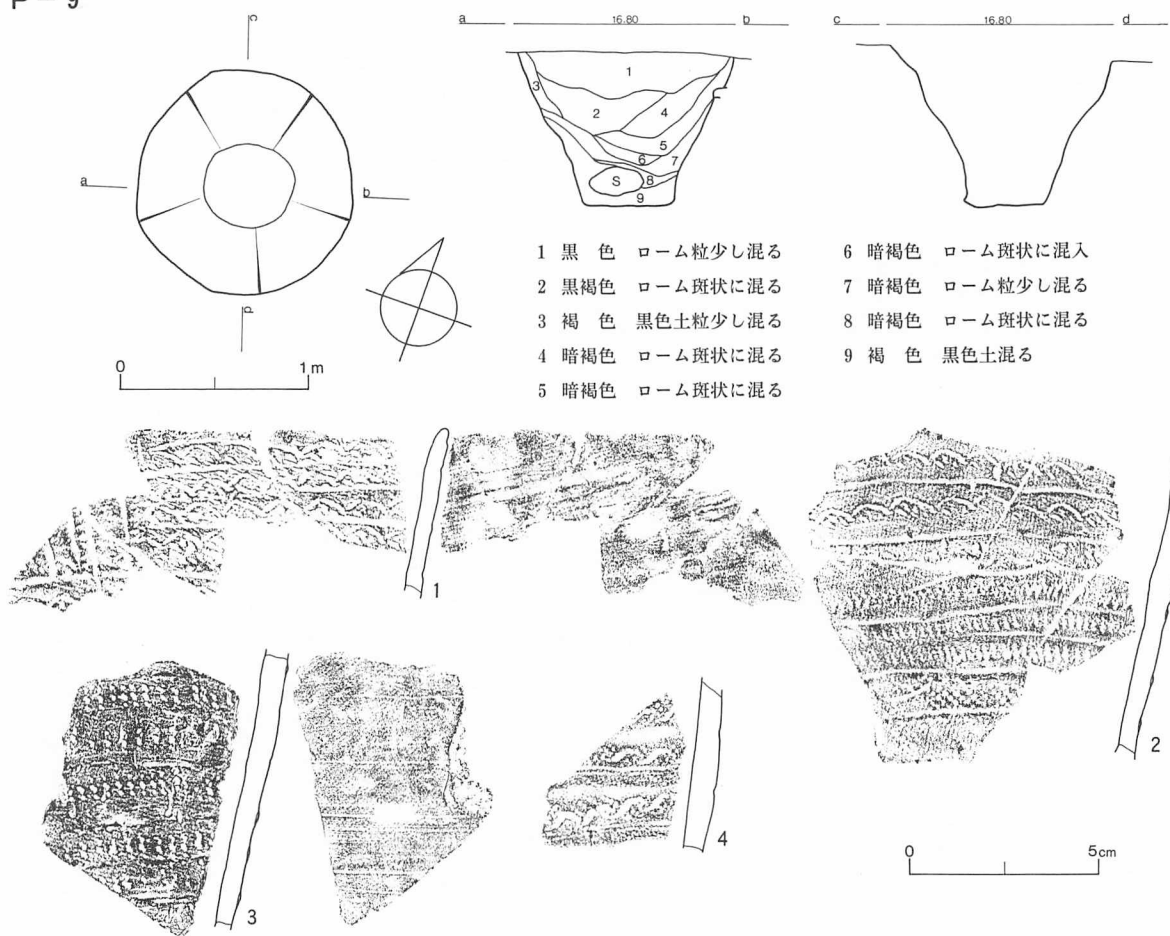 P-9
c
a
b
d
0 1m
a 16.80 b
1
2
3
4
5
6
7
8
9
S
c 16.80 d
1 黒色 ローム粒少し混る
2 黒褐色 ローム斑状に混る
3 褐色 黒色土粒少し混る
4 暗褐色 ローム斑状に混る
5 暗褐色 ローム斑状に混る
6 暗褐色 ローム斑状に混入
7 暗褐色 ローム粒少し混る
8 暗褐色 ローム斑状に混る
9 褐色 黒色土混る
1
2
3
4
0 5cm